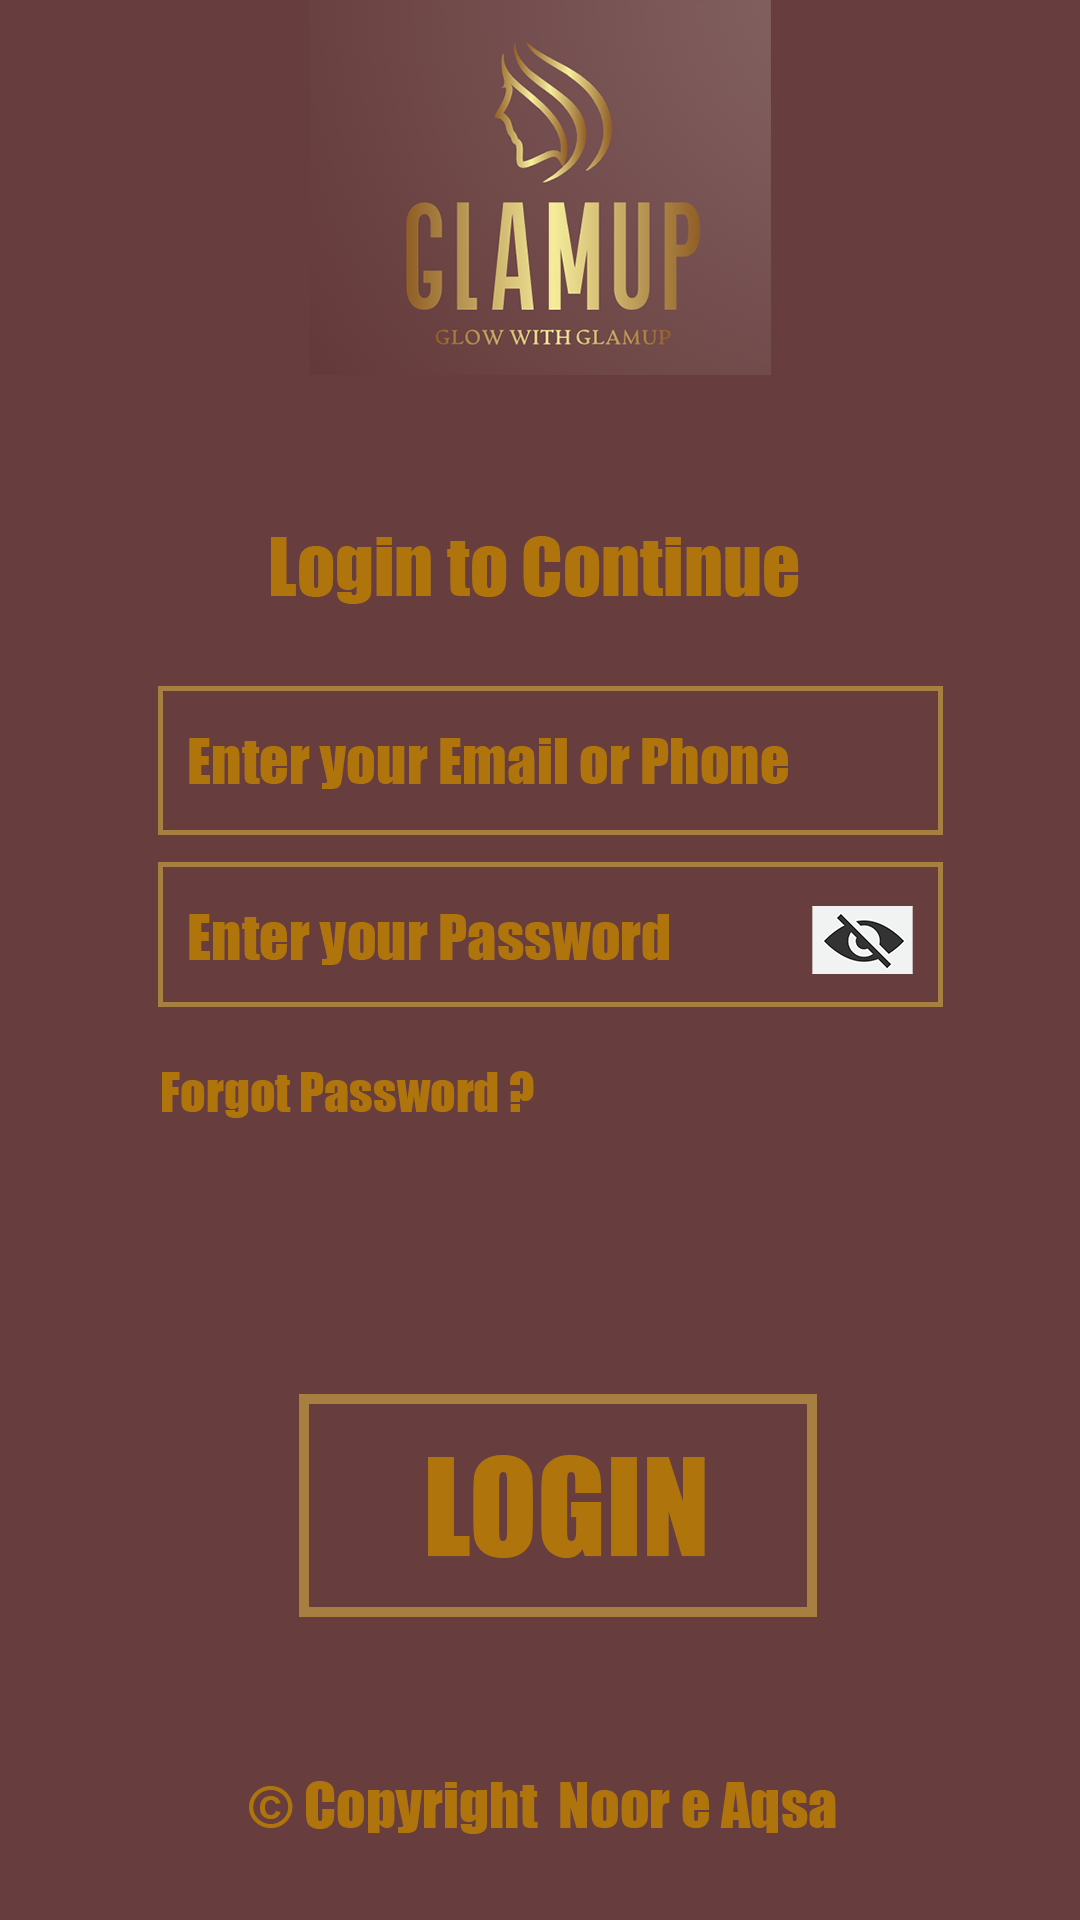 GLAMUP
GLOW WITH GLAMUP
Login to Continue
Enter your Email or Phone
Enter your Password
Forgot Password ?
LOGIN
© Copyright  Noor e Aqsa